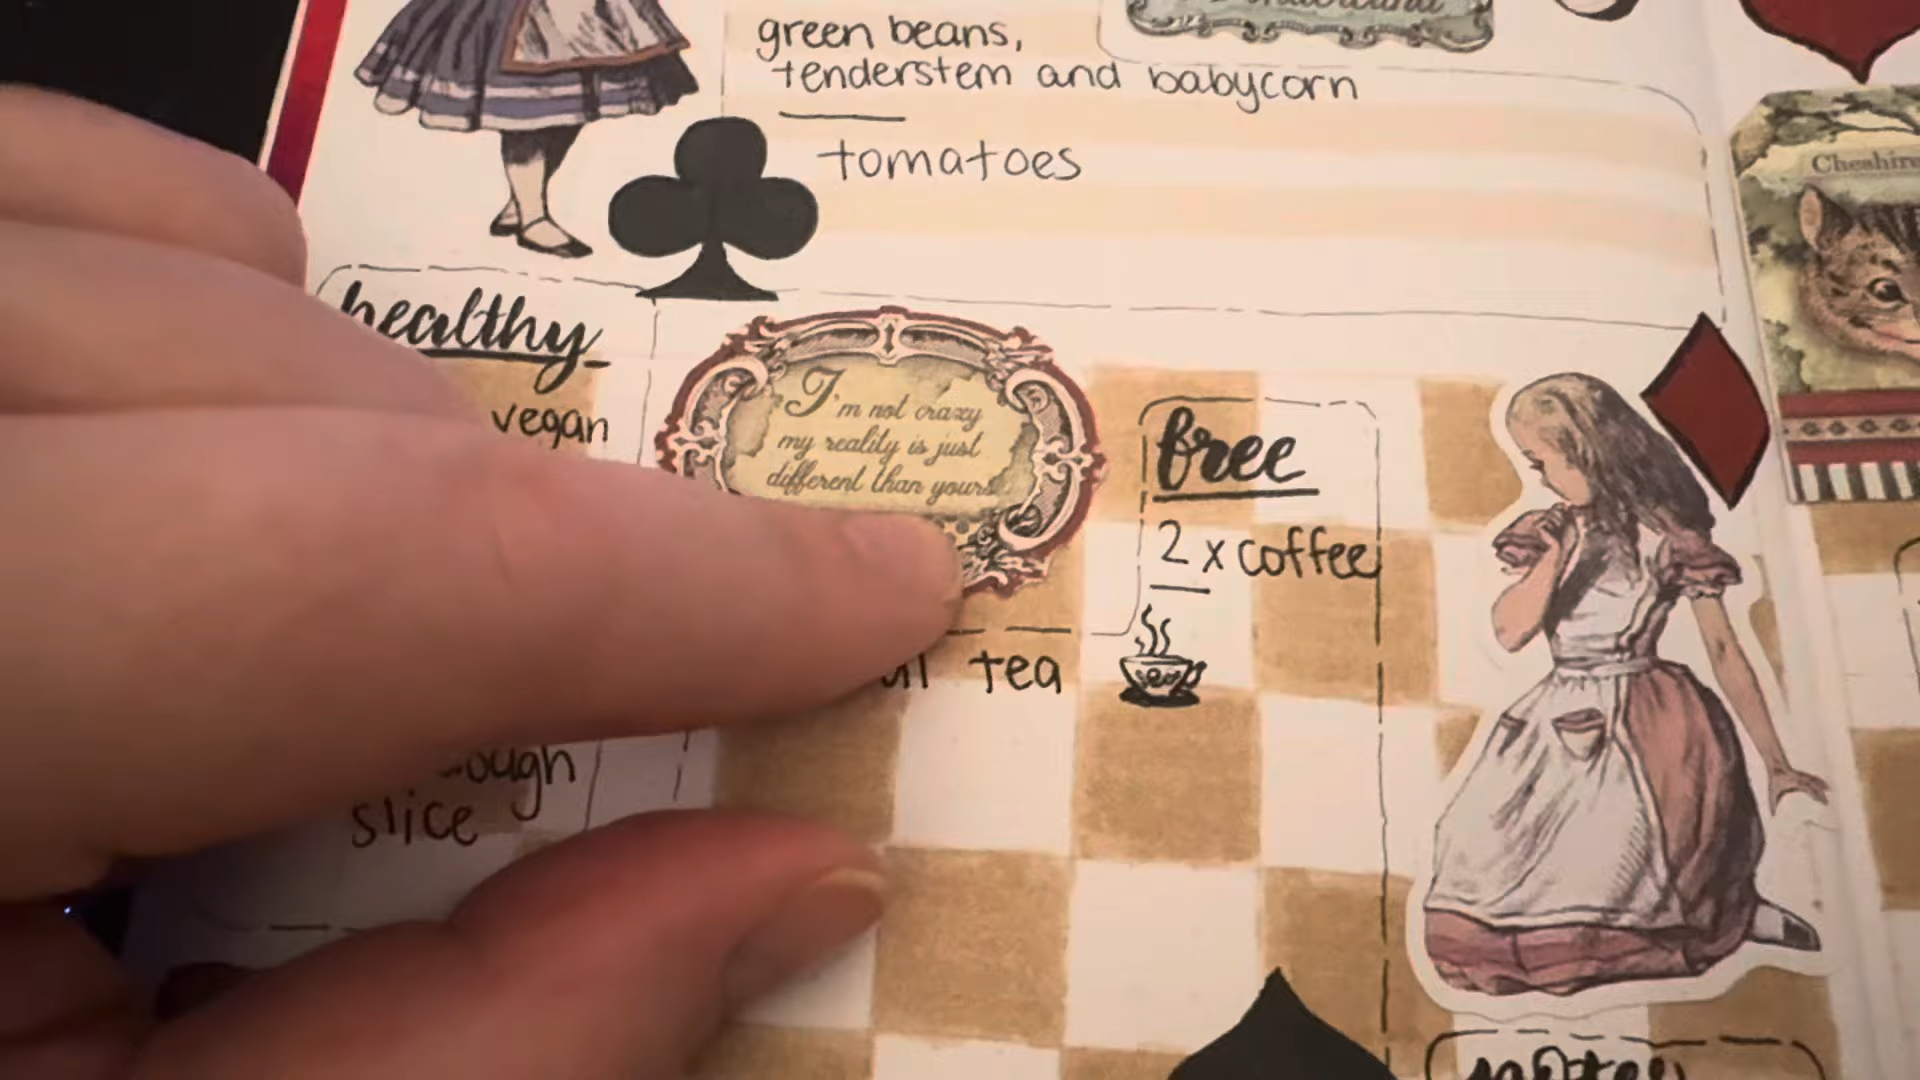 green beans,
tenderstem and babycorn
tomatoes
Cheshire
healthy
vegan
I'm not crazy
my reality is just
different than yours
free
2 x coffee
tea
slice
notes